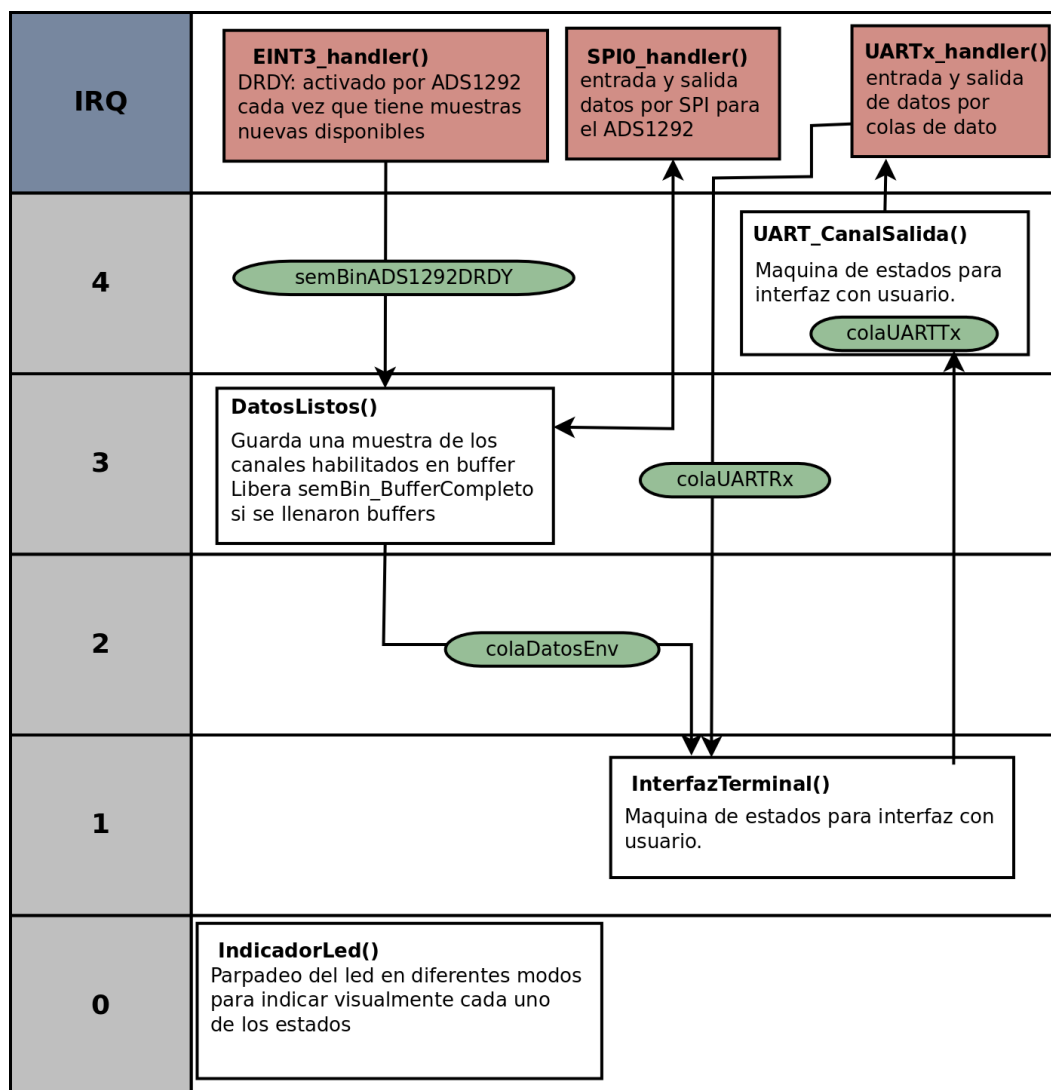 IRQ
EINT3_handler()
DRDY: activado por ADS1292
cada vez que tiene muestras
nuevas disponibles
SPI0_handler()
entrada y salida
datos por SPI para
el ADS1292
UARTx_handler()
entrada y salida
de datos por
colas de dato
4
semBinADS1292DRDY
UART_CanalSalida()
Maquina de estados para
interfaz con usuario.
colaUARTTx
3
DatosListos()
Guarda una muestra de los
canales habilitados en buffer
Libera semBin_BufferCompleto
si se llenaron buffers
colaUARTRx
2
colaDatosEnv
1
InterfazTerminal()
Maquina de estados para interfaz con
usuario.
0
IndicadorLed()
Parpadeo del led en diferentes modos
para indicar visualmente cada uno
de los estados